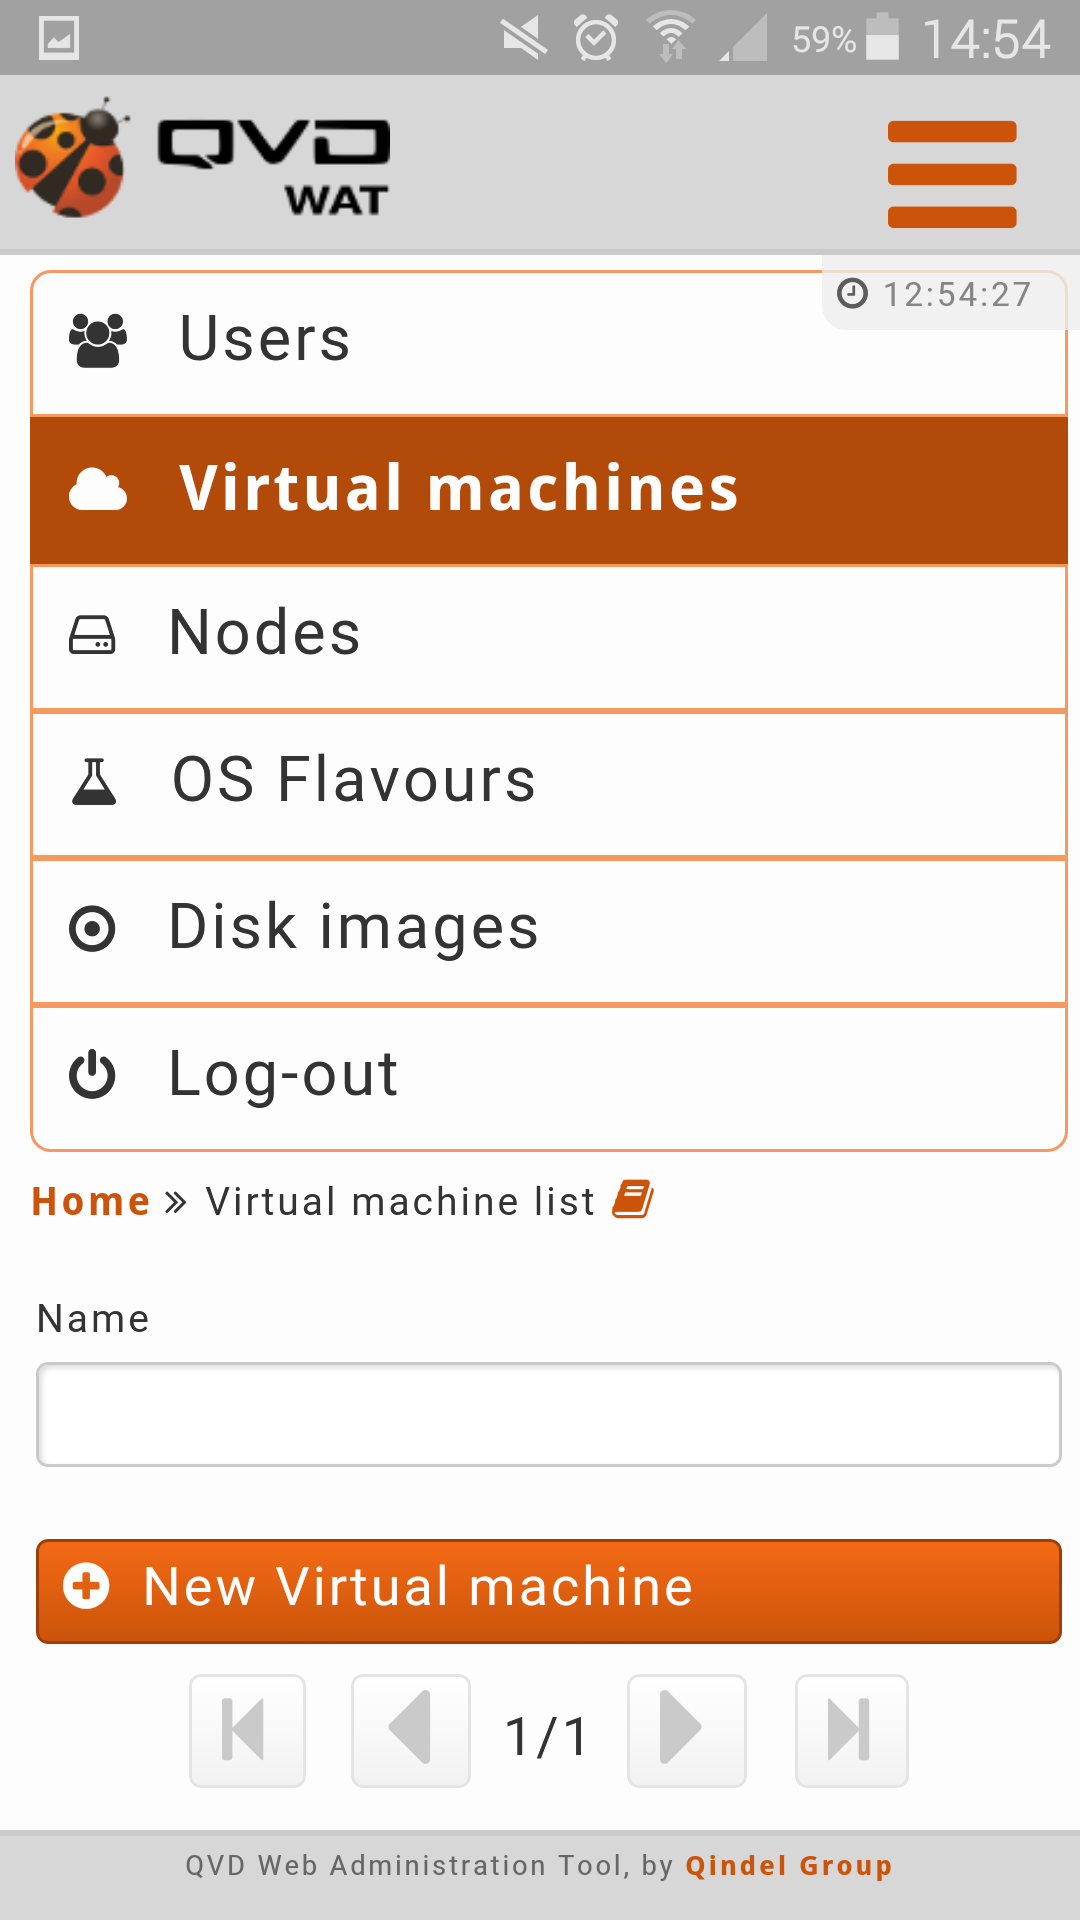 59% 14:54
QVD
WAT
12:54:27
Users
Virtual machines
Nodes
OS Flavours
Disk images
Log-out
Home » Virtual machine list
Name
New Virtual machine
1/1
QVD Web Administration Tool, by Qindel Group